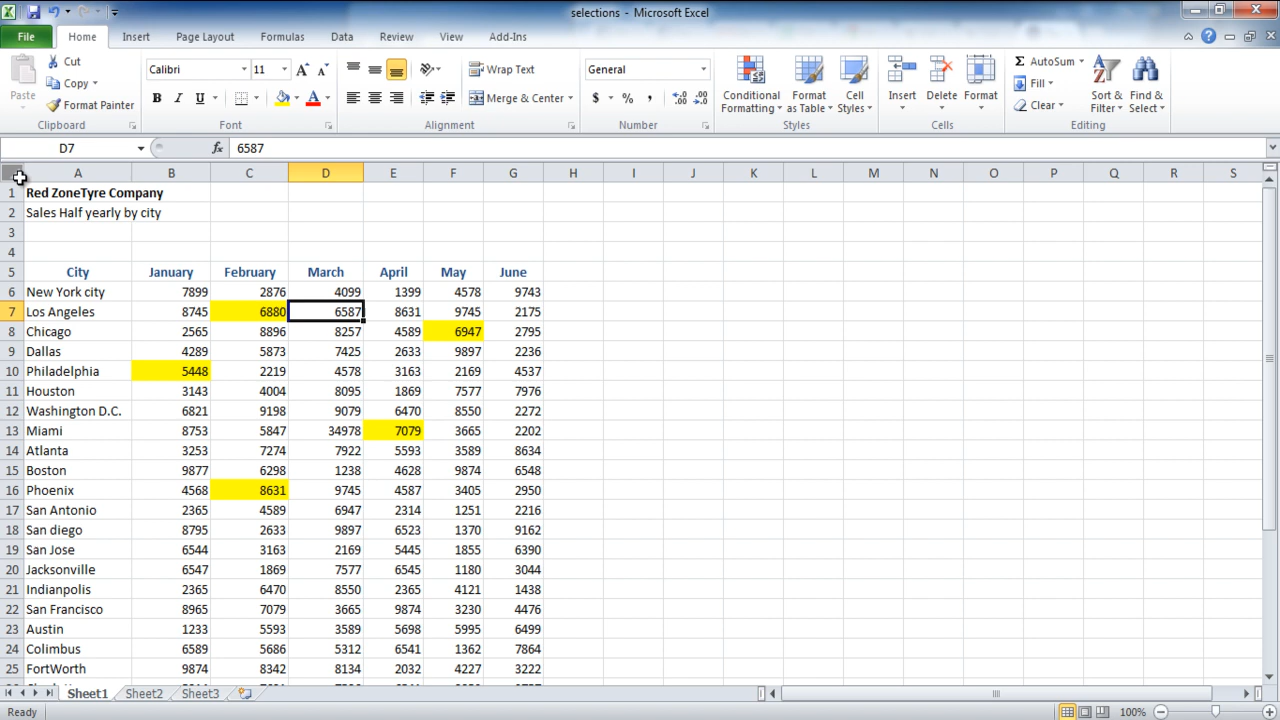 selections - Microsoft Excel
File Home Insert Page Layout Formulas Data Review View Add-Ins
Paste Cut Copy Format Painter Clipboard
Calibri 11 B I U A A A Font
Wrap Text Merge & Center Alignment
General $ % , Number
Conditional Formatting Format as Table Cell Styles Styles
Insert Delete Format Cells
Σ AutoSum Fill Clear Sort & Filter Find & Select Editing
D7 fx 6587
A B C D E F G H I J K L M N O P Q R S
1 Red ZoneTyre Company
2 Sales Half yearly by city
3
4
5 City January February March April May June
6 New York city 7899 2876 4099 1399 4578 9743
7 Los Angeles 8745 6880 6587 8631 9745 2175
8 Chicago 2565 8896 8257 4589 6947 2795
9 Dallas 4289 5873 7425 2633 9897 2236
10 Philadelphia 5448 2219 4578 3163 2169 4537
11 Houston 3143 4004 8095 1869 7577 7976
12 Washington D.C. 6821 9198 9079 6470 8550 2272
13 Miami 8753 5847 34978 7079 3665 2202
14 Atlanta 3253 7274 7922 5593 3589 8634
15 Boston 9877 6298 1238 4628 9874 6548
16 Phoenix 4568 8631 9745 4587 3405 2950
17 San Antonio 2365 4589 6947 2314 1251 2216
18 San diego 8795 2633 9897 6523 1370 9162
19 San Jose 6544 3163 2169 5445 1855 6390
20 Jacksonville 6547 1869 7577 6545 1180 3044
21 Indianpolis 2365 6470 8550 2365 4121 1438
22 San Francisco 8965 7079 3665 9874 3230 4476
23 Austin 1233 5593 3589 5698 5995 6499
24 Colimbus 6589 5686 5312 6541 1362 7864
25 FortWorth 9874 8342 8134 2032 4227 3222
Sheet1 Sheet2 Sheet3
Ready 100%